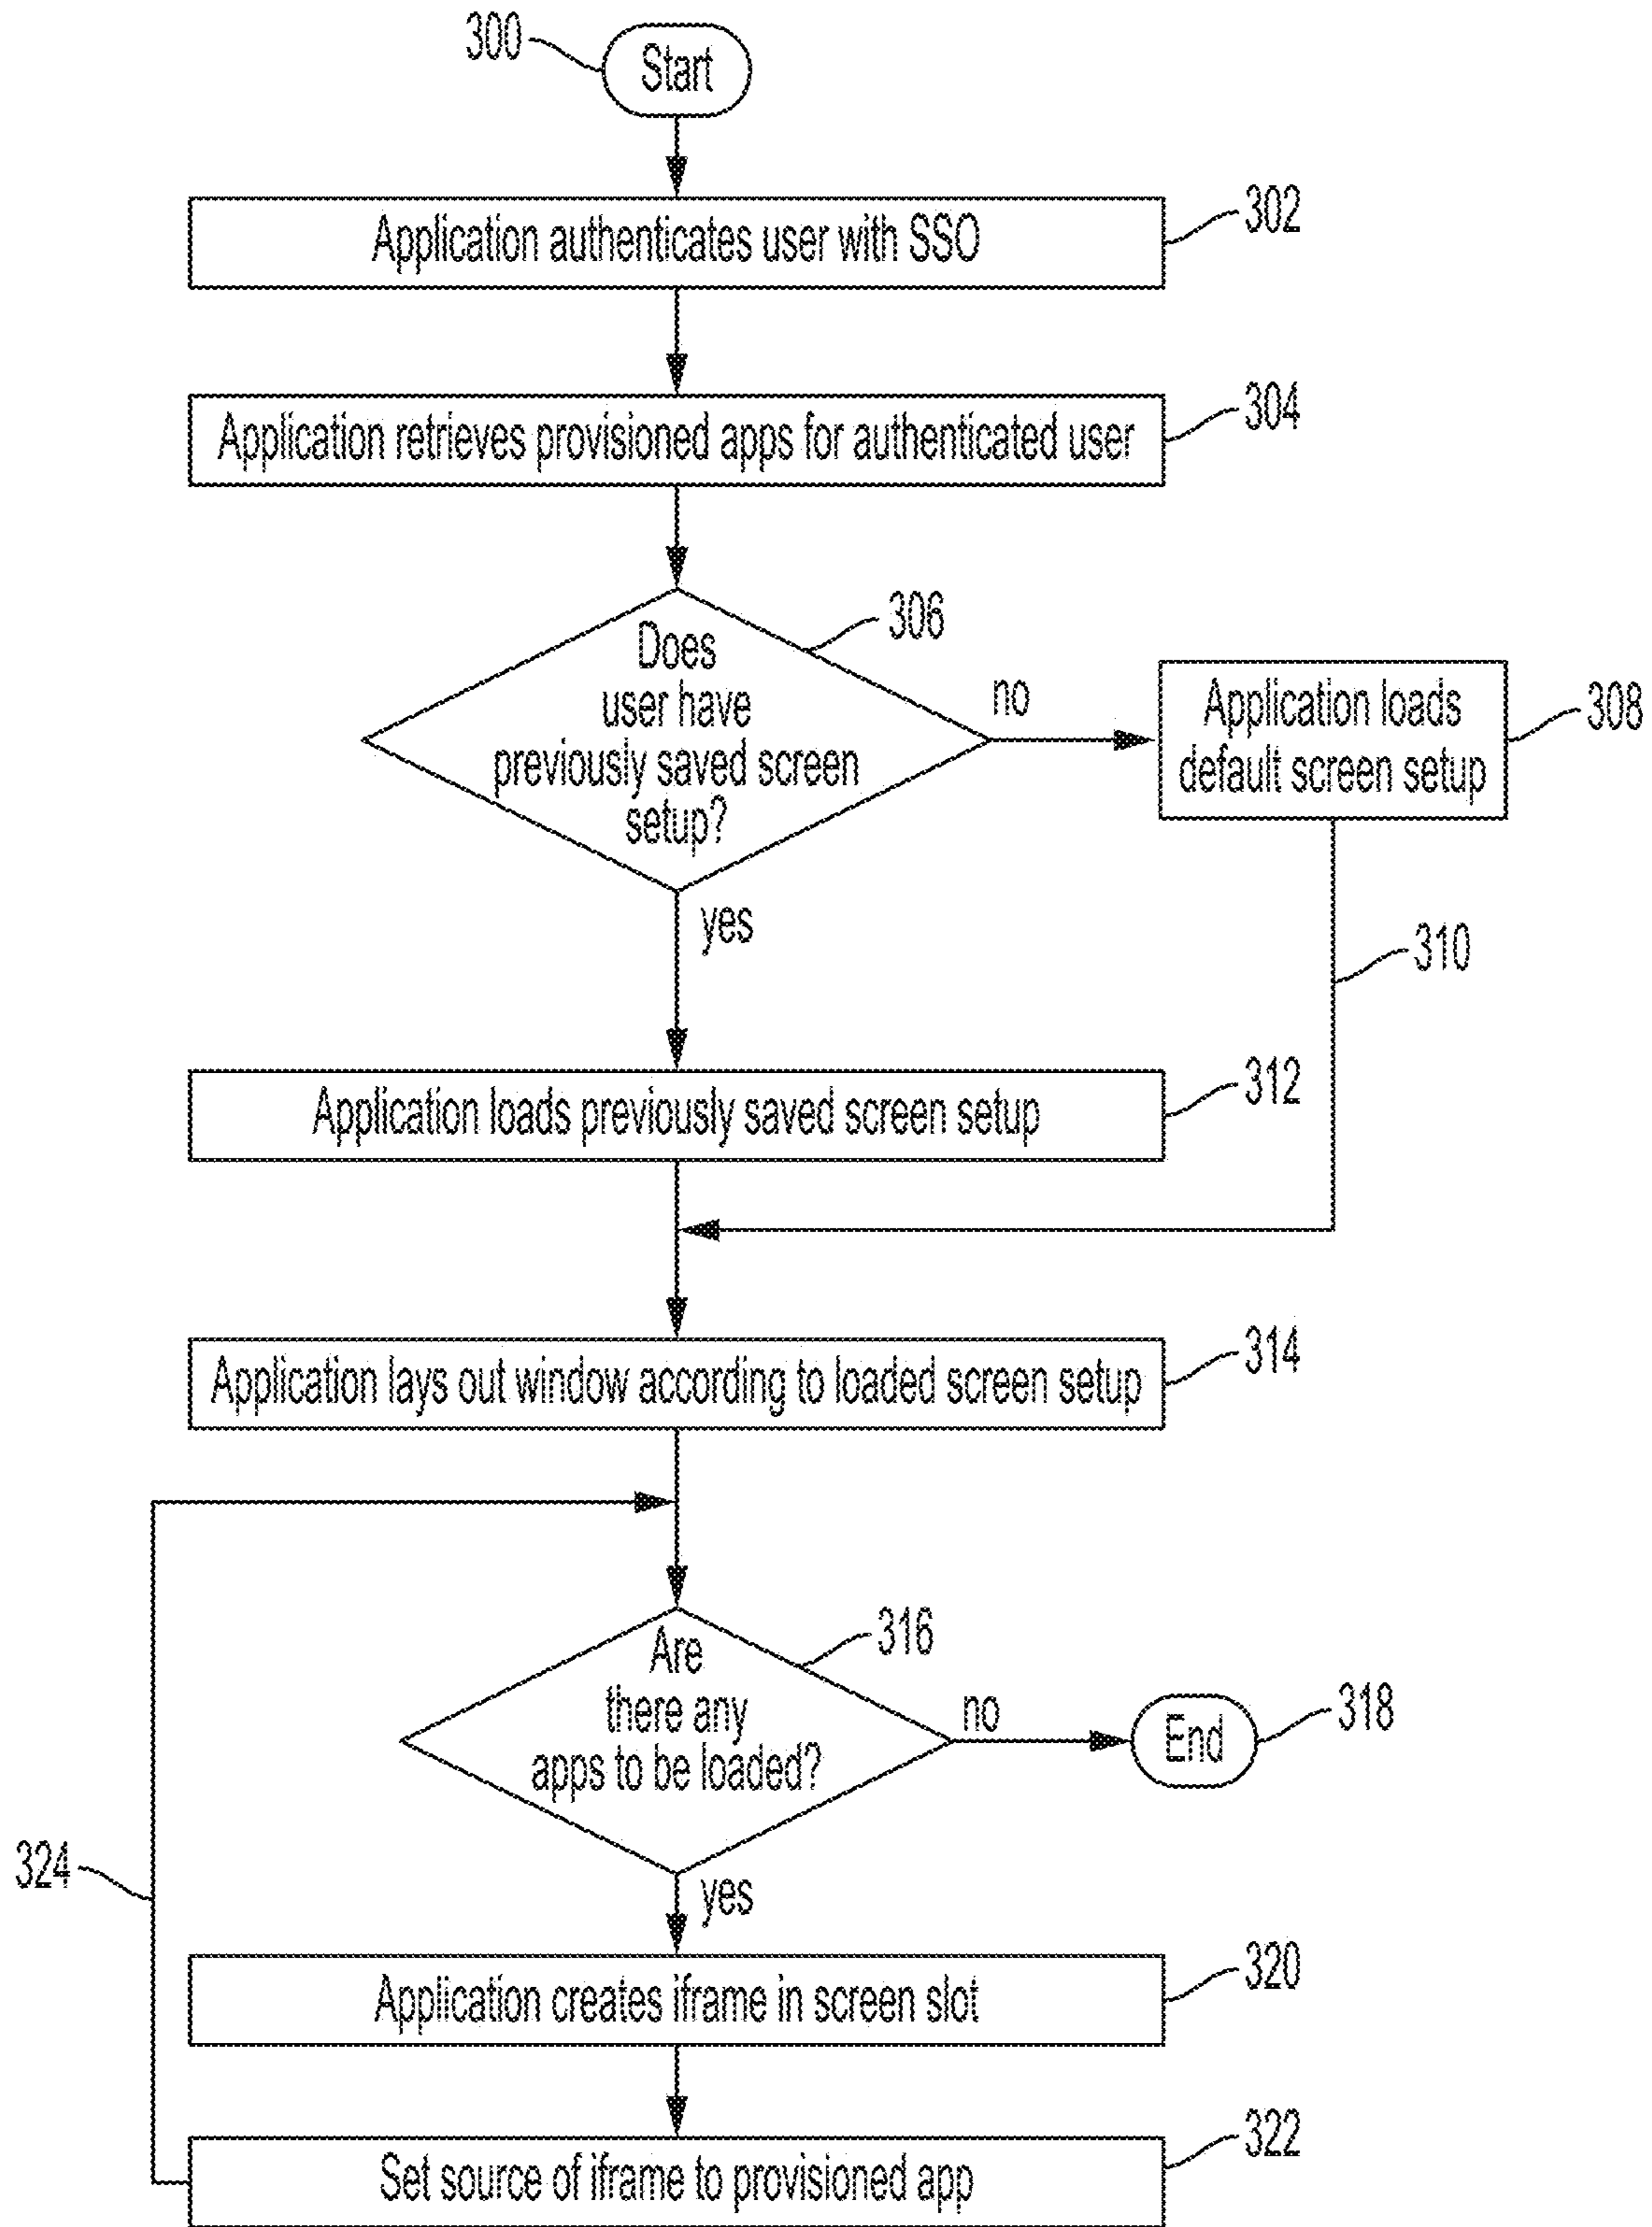 300
Start
302
Application authenticates user with SSO
304
Application retrieves provisioned apps for authenticated user
306
Does
user have
previously saved screen
setup?
no
Application loads
default screen setup
308
yes
310
312
Application loads previously saved screen setup
314
Application lays out window according to loaded screen setup
316
Are
there any
apps to be loaded?
no
End
318
324
yes
320
Application creates iframe in screen slot
322
Set source of iframe to provisioned app